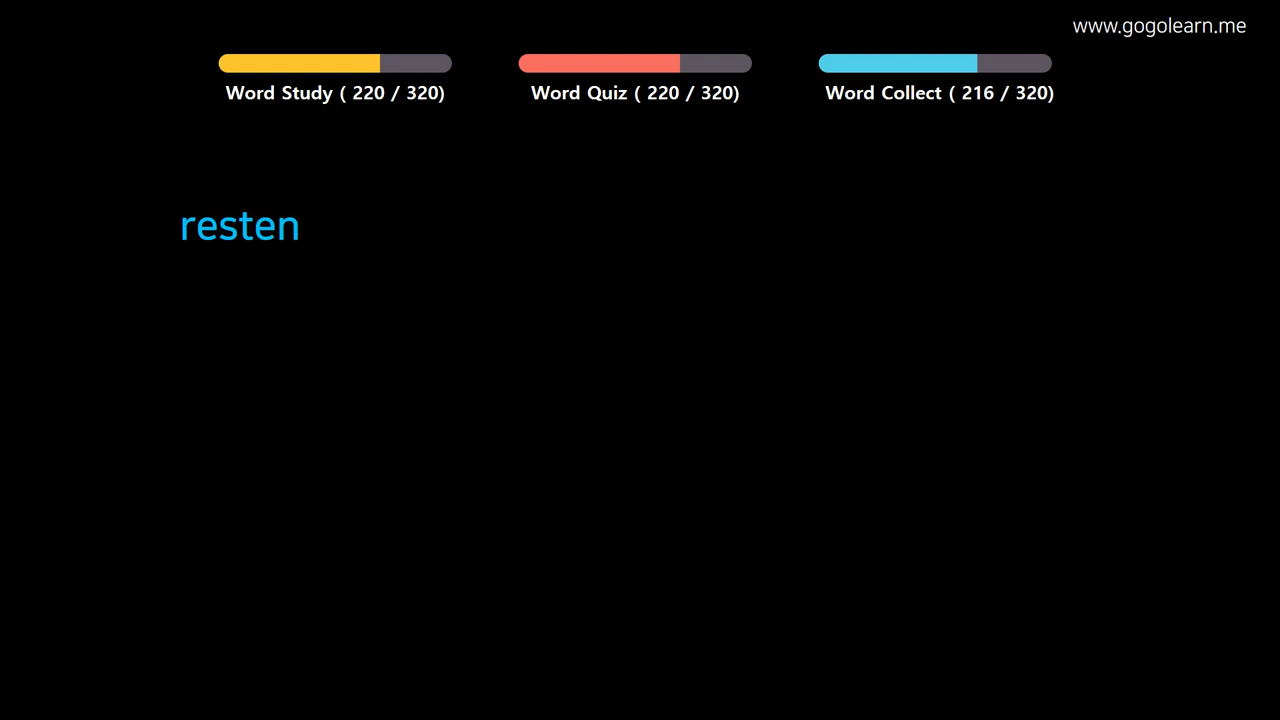 www.gogolearn.me
Word Study ( 220 / 320)
Word Quiz ( 220 / 320)
Word Collect ( 216 / 320)
resten